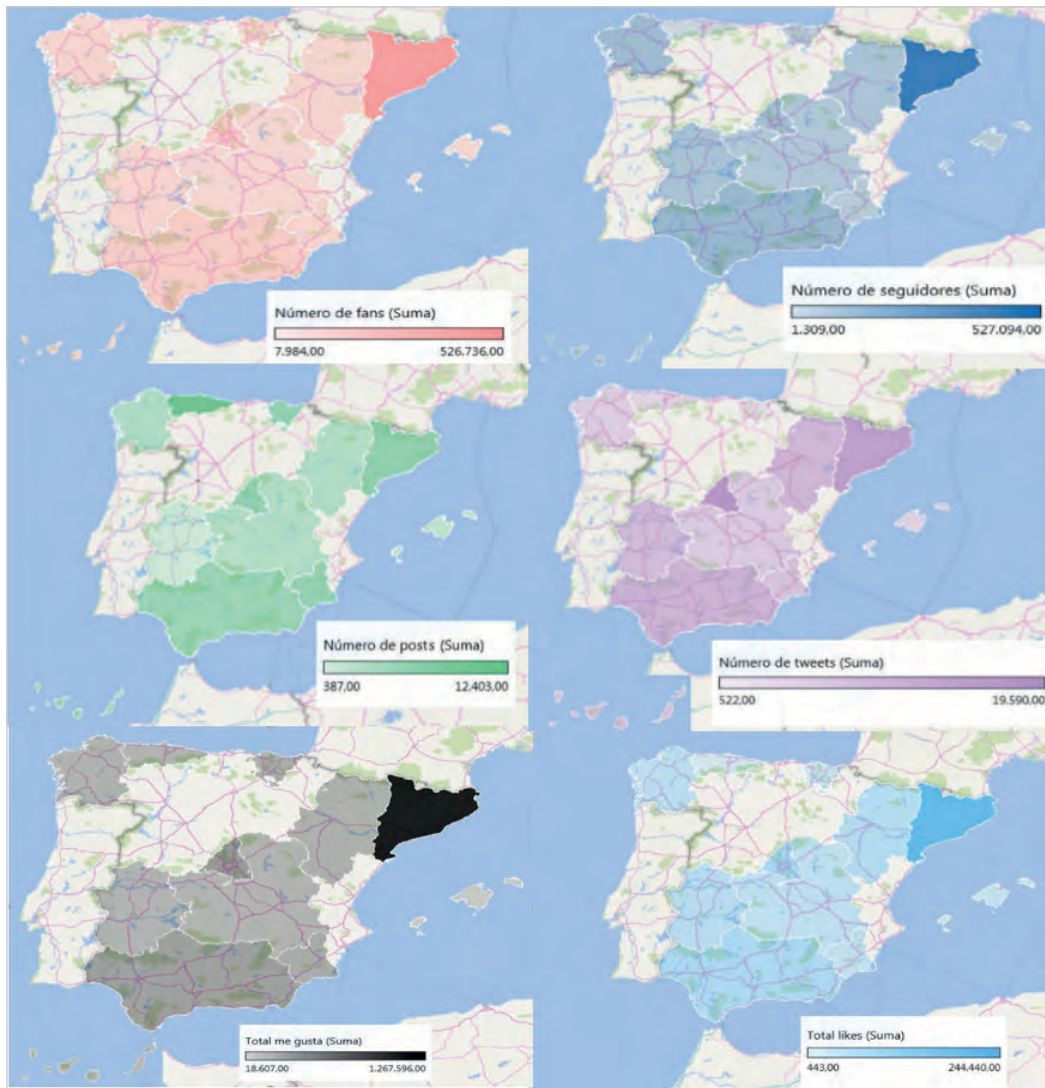 Número de fans (Suma)
7.984,00 526.736,00
Número de seguidores (Suma)
1.309,00 527.094,00
Número de posts (Suma)
387,00 12.403,00
Número de tweets (Suma)
522,00 19.590,00
Total me gusta (Suma)
18.607,00 1.267.596,00
Total likes (Suma)
443,00 244.440,00